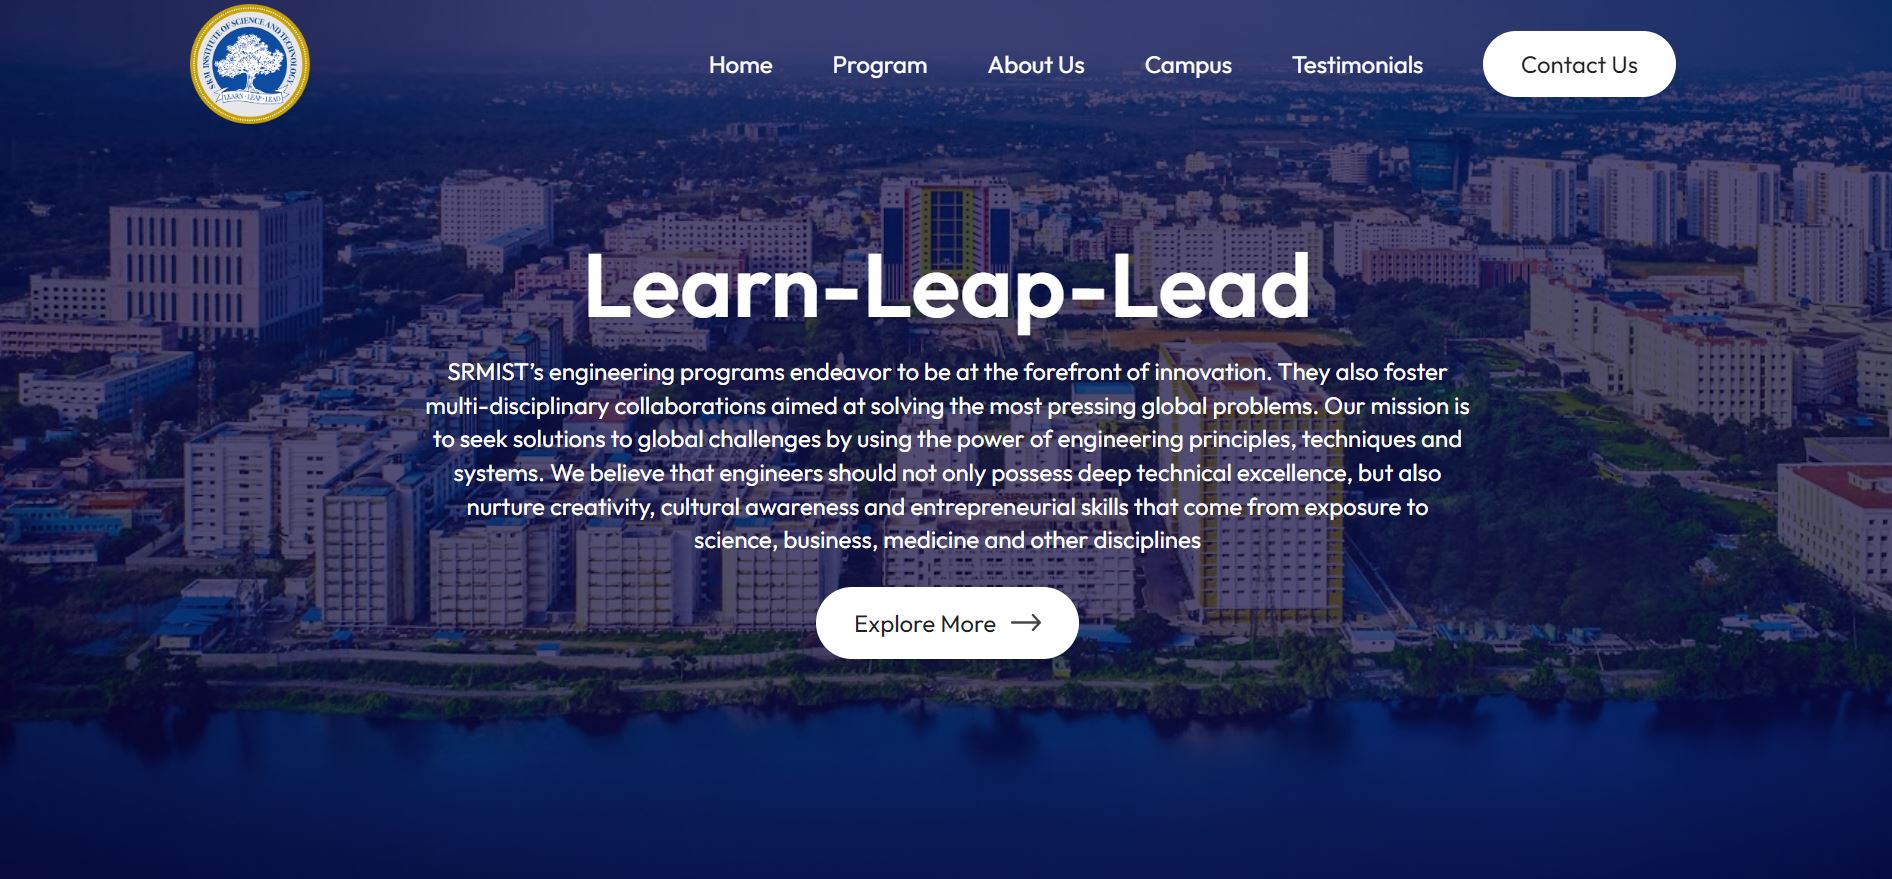 S.R.M INSTITUTE OF SCIENCE AND TECHNOLOGY
LEARN · LEAP · LEAD
Home
Program
About Us
Campus
Testimonials
Contact Us
Learn-Leap-Lead
SRMIST’s engineering programs endeavor to be at the forefront of innovation. They also foster
multi-disciplinary collaborations aimed at solving the most pressing global problems. Our mission is
to seek solutions to global challenges by using the power of engineering principles, techniques and
systems. We believe that engineers should not only possess deep technical excellence, but also
nurture creativity, cultural awareness and entrepreneurial skills that come from exposure to
science, business, medicine and other disciplines
Explore More